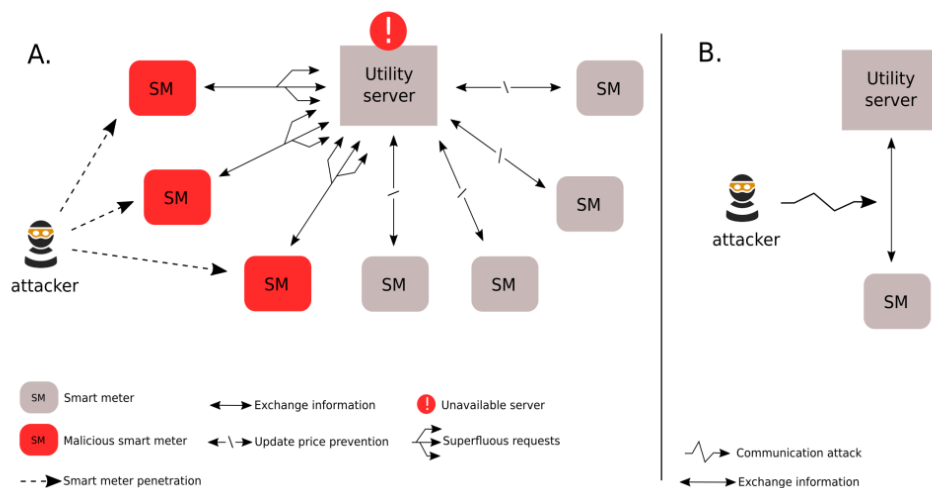 A.
B.
!
Utility
server
SM
SM
SM
SM
SM
SM
SM
attacker
Utility
server
attacker
SM
SM Smart meter
Exchange information
! Unavailable server
SM Malicious smart meter
Update price prevention
Superfluous requests
Smart meter penetration
Communication attack
Exchange information